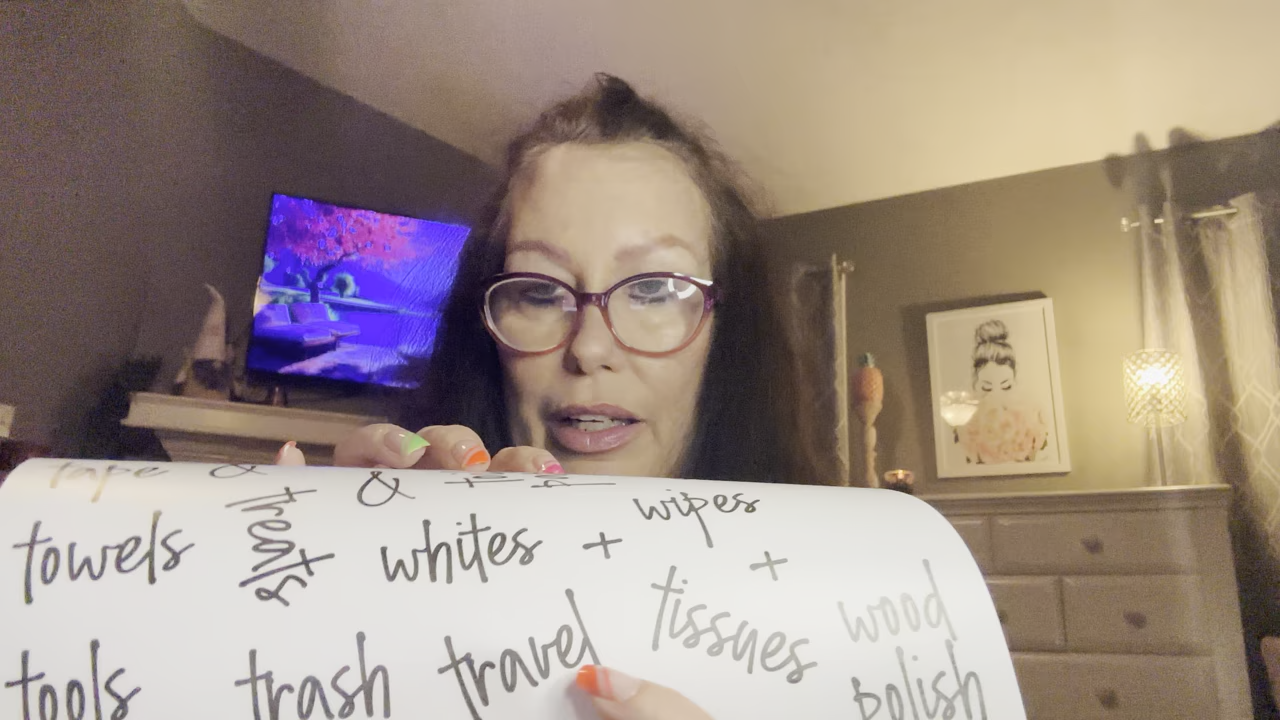 tape & &
towels treats whites + wipes
+
tools trash travel tissues wood
polish